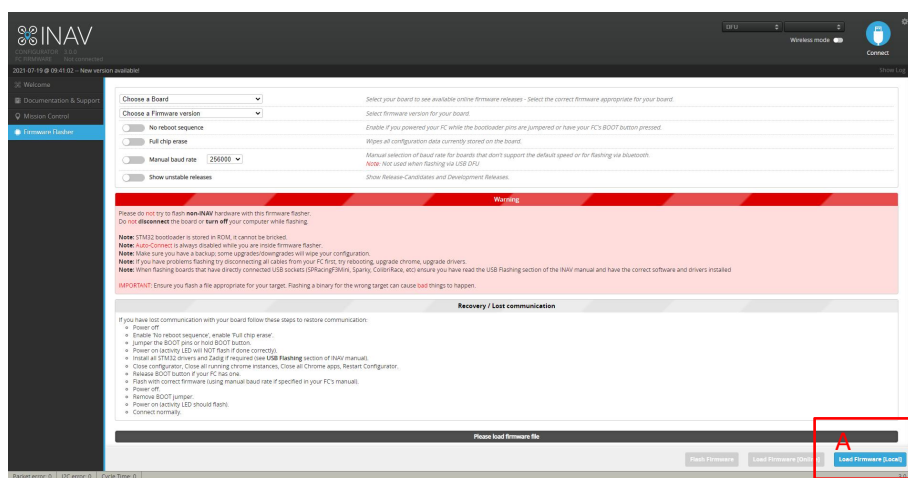 INAV
CONFIGURATOR 3.0.0
FC FIRMWARE Not connected
DFU
Wireless mode
Connect
2021-07-19 @ 09:41:02 -- New version available!
Show Log
Welcome
Documentation & Support
Mission Control
Firmware Flasher
Choose a Board
Select your board to see available online firmware releases - Select the correct firmware appropriate for your board.
Choose a Firmware version
Select firmware version for your board.
No reboot sequence
Enable if you powered your FC while the bootloader pins are jumpered or have your FC's BOOT button pressed.
Full chip erase
Wipes all configuration data currently stored on the board.
Manual baud rate 256000
Manual selection of baud rate for boards that don't support the default speed or for flashing via bluetooth.
Note: Not used when flashing via USB DFU
Show unstable releases
Show Release-Candidates and Development Releases.
Warning
Please do not try to flash non-INAV hardware with this firmware flasher.
Do not disconnect the board or turn off your computer while flashing.
Note: STM32 bootloader is stored in ROM, it cannot be bricked.
Note: Auto-Connect is always disabled while you are inside firmware flasher.
Note: Make sure you have a backup; some upgrades/downgrades will wipe your configuration.
Note: If you have problems flashing try disconnecting all cables from your FC first, try rebooting, upgrade chrome, upgrade drivers.
Note: When flashing boards that have directly connected USB sockets (SPRacingF3Mini, Sparky, ColibriRace, etc) ensure you have read the USB Flashing section of the INAV manual and have the correct software and drivers installed
IMPORTANT: Ensure you flash a file appropriate for your target. Flashing a binary for the wrong target can cause bad things to happen.
Recovery / Lost communication
If you have lost communication with your board follow these steps to restore communication:
Power off
Enable 'No reboot sequence', enable 'Full chip erase'.
Jumper the BOOT pins or hold BOOT button.
Power on (activity LED will NOT flash if done correctly).
Install all STM32 drivers and Zadig if required (see USB Flashing section of INAV manual).
Close configurator, Close all running chrome instances, Close all Chrome apps, Restart Configurator.
Release BOOT button if your FC has one.
Flash with correct firmware (using manual baud rate if specified in your FC's manual).
Power off.
Remove BOOT jumper.
Power on (activity LED should flash).
Connect normally.
Please load firmware file
A
Flash Firmware
Load Firmware [Online]
Load Firmware [Local]
Packet error: 0
I2C error: 0
Cycle Time: 0